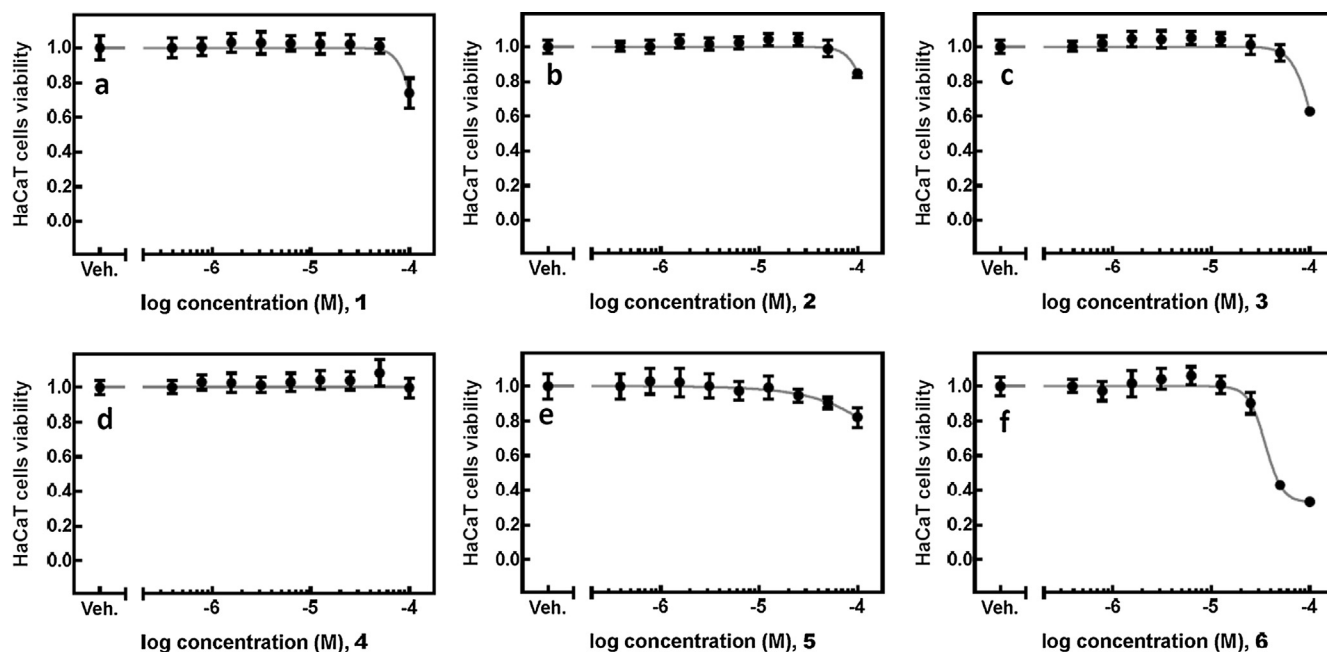 HaCaT cells viability
1.0
0.8
0.6
0.4
0.2
0.0
a
Veh.
-6
-5
-4
log concentration (M), 1
HaCaT cells viability
1.0
0.8
0.6
0.4
0.2
0.0
b
Veh.
-6
-5
-4
log concentration (M), 2
HaCaT cells viability
1.0
0.8
0.6
0.4
0.2
0.0
c
Veh.
-6
-5
-4
log concentration (M), 3
HaCaT cells viability
1.0
0.8
0.6
0.4
0.2
0.0
d
Veh.
-6
-5
-4
log concentration (M), 4
HaCaT cells viability
1.0
0.8
0.6
0.4
0.2
0.0
e
Veh.
-6
-5
-4
log concentration (M), 5
HaCaT cells viability
1.0
0.8
0.6
0.4
0.2
0.0
f
Veh.
-6
-5
-4
log concentration (M), 6